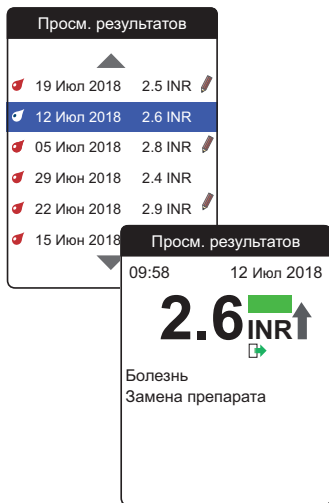 Просм. результатов
19 Июл 2018 2.5 INR
12 Июл 2018 2.6 INR
05 Июл 2018 2.8 INR
29 Июн 2018 2.4 INR
22 Июн 2018 2.9 INR
15 Июн 2018
Просм. результатов
09:58 12 Июл 2018
2.6 INR
Болезнь
Замена препарата